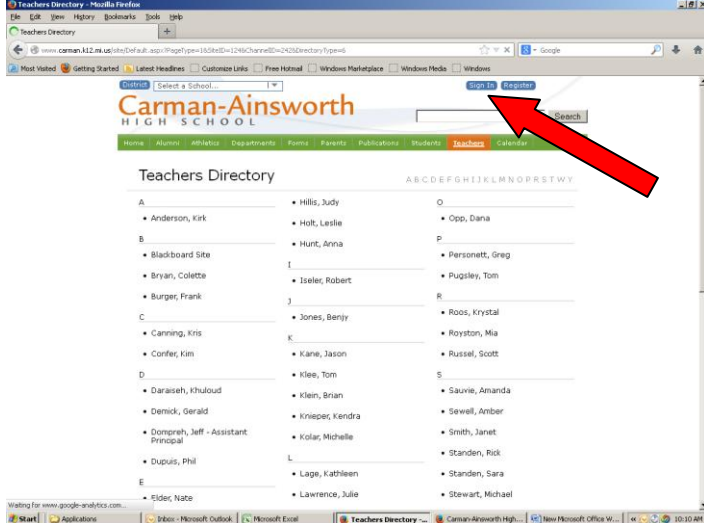 Teachers Directory - Mozilla Firefox
File Edit View History Bookmarks Tools Help
Teachers Directory
www.carman.k12.mi.us/site/Default.aspx?PageType=1&SiteID=124&ChannelID=242&DirectoryType=6
Google
Most Visited Getting Started Latest Headlines Customize Links Free Hotmail Windows Marketplace Windows Media Windows
District Select a School... Sign In Register
Carman-Ainsworth
HIGH SCHOOL
Search
Home Alumni Athletics Departments Forms Parents Publications Students Teachers Calendar
Teachers Directory
A B C D E F G H I J K L M N O P R S T W Y
A
• Anderson, Kirk
B
• Blackboard Site
• Bryan, Colette
• Burger, Frank
C
• Canning, Kris
• Confer, Kim
D
• Daraiseh, Khuloud
• Demick, Gerald
• Dompreh, Jeff - Assistant
Principal
• Dupuis, Phil
E
• Elder, Nate
• Hillis, Judy
• Holt, Leslie
• Hunt, Anna
I
• Iseler, Robert
J
• Jones, Benjy
K
• Kane, Jason
• Klee, Tom
• Klein, Brian
• Knieper, Kendra
• Kolar, Michelle
L
• Lage, Kathleen
• Lawrence, Julie
O
• Opp, Dana
P
• Personett, Greg
• Pugsley, Tom
R
• Roos, Krystal
• Royston, Mia
• Russel, Scott
S
• Sauvie, Amanda
• Sewell, Amber
• Smith, Janet
• Standen, Rick
• Standen, Sara
• Stewart, Michael
Waiting for www.google-analytics.com...
Start Applications Inbox - Microsoft Outlook Microsoft Excel Teachers Directory -... Carman-Ainsworth High... New Microsoft Office W... 10:10 AM